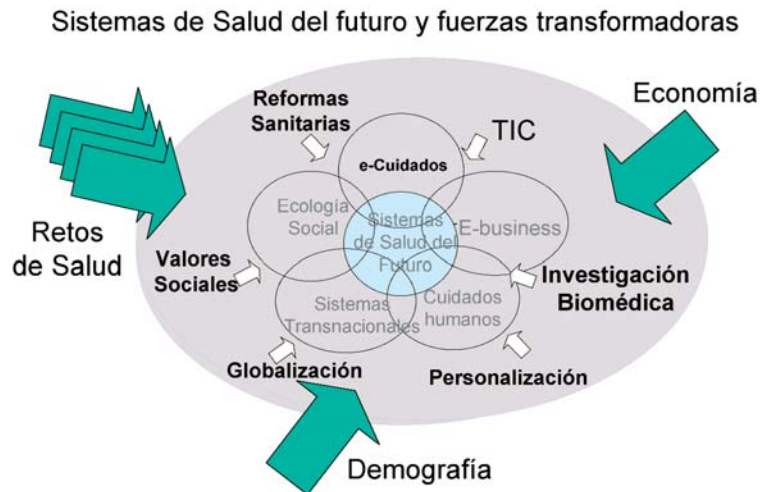 Sistemas de Salud del futuro y fuerzas transformadoras
Economía
Reformas
Sanitarias
TIC
e-Cuidados
Ecología
Social
Sistemas
de Salud del
Futuro
E-business
Retos
de Salud
Valores
Sociales
Investigación
Biomédica
Sistemas
Transnacionales
Cuidados
humanos
Globalización
Personalización
Demografía